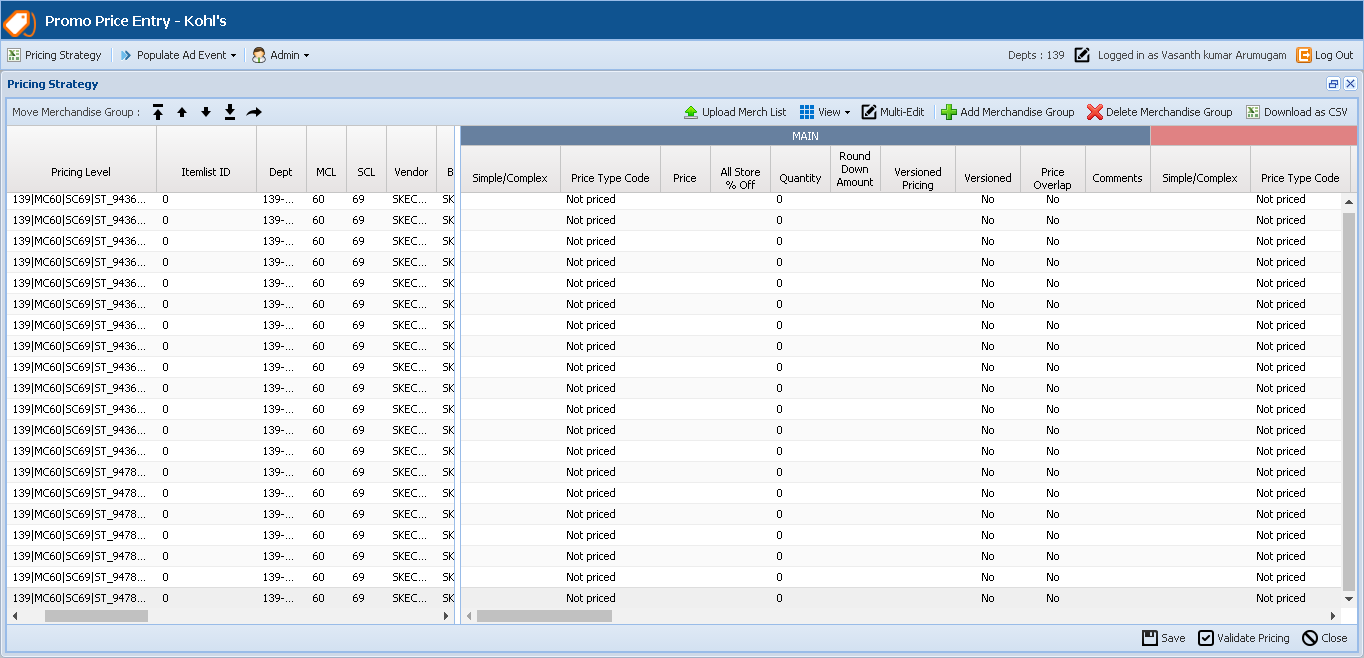 Promo Price Entry - Kohl's
Pricing Strategy Populate Ad Event Admin Depts : 139 Logged in as Vasanth kumar Arumugam Log Out
Pricing Strategy
Move Merchandise Group : Upload Merch List View Multi-Edit Add Merchandise Group Delete Merchandise Group Download as CSV
MAIN
Pricing Level Itemlist ID Dept MCL SCL Vendor B Simple/Complex Price Type Code Price All Store % Off Quantity Round Down Amount Versioned Pricing Versioned Price Overlap Comments Simple/Complex Price Type Code
139|MC60|SC69|ST_9436... 0 139-... 60 69 SKEC... SK Not priced 0 No No Not priced
139|MC60|SC69|ST_9436... 0 139-... 60 69 SKEC... SK Not priced 0 No No Not priced
139|MC60|SC69|ST_9436... 0 139-... 60 69 SKEC... SK Not priced 0 No No Not priced
139|MC60|SC69|ST_9436... 0 139-... 60 69 SKEC... SK Not priced 0 No No Not priced
139|MC60|SC69|ST_9436... 0 139-... 60 69 SKEC... SK Not priced 0 No No Not priced
139|MC60|SC69|ST_9436... 0 139-... 60 69 SKEC... SK Not priced 0 No No Not priced
139|MC60|SC69|ST_9436... 0 139-... 60 69 SKEC... SK Not priced 0 No No Not priced
139|MC60|SC69|ST_9436... 0 139-... 60 69 SKEC... SK Not priced 0 No No Not priced
139|MC60|SC69|ST_9436... 0 139-... 60 69 SKEC... SK Not priced 0 No No Not priced
139|MC60|SC69|ST_9436... 0 139-... 60 69 SKEC... SK Not priced 0 No No Not priced
139|MC60|SC69|ST_9436... 0 139-... 60 69 SKEC... SK Not priced 0 No No Not priced
139|MC60|SC69|ST_9436... 0 139-... 60 69 SKEC... SK Not priced 0 No No Not priced
139|MC60|SC69|ST_9436... 0 139-... 60 69 SKEC... SK Not priced 0 No No Not priced
139|MC60|SC69|ST_9478... 0 139-... 60 69 SKEC... SK Not priced 0 No No Not priced
139|MC60|SC69|ST_9478... 0 139-... 60 69 SKEC... SK Not priced 0 No No Not priced
139|MC60|SC69|ST_9478... 0 139-... 60 69 SKEC... SK Not priced 0 No No Not priced
139|MC60|SC69|ST_9478... 0 139-... 60 69 SKEC... SK Not priced 0 No No Not priced
139|MC60|SC69|ST_9478... 0 139-... 60 69 SKEC... SK Not priced 0 No No Not priced
139|MC60|SC69|ST_9478... 0 139-... 60 69 SKEC... SK Not priced 0 No No Not priced
139|MC60|SC69|ST_9478... 0 139-... 60 69 SKEC... SK Not priced 0 No No Not priced
Save Validate Pricing Close